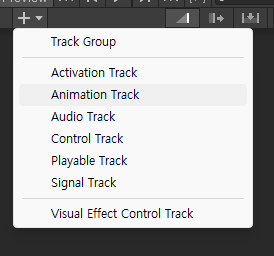 Preview
Track Group
Activation Track
Animation Track
Audio Track
Control Track
Playable Track
Signal Track
Visual Effect Control Track